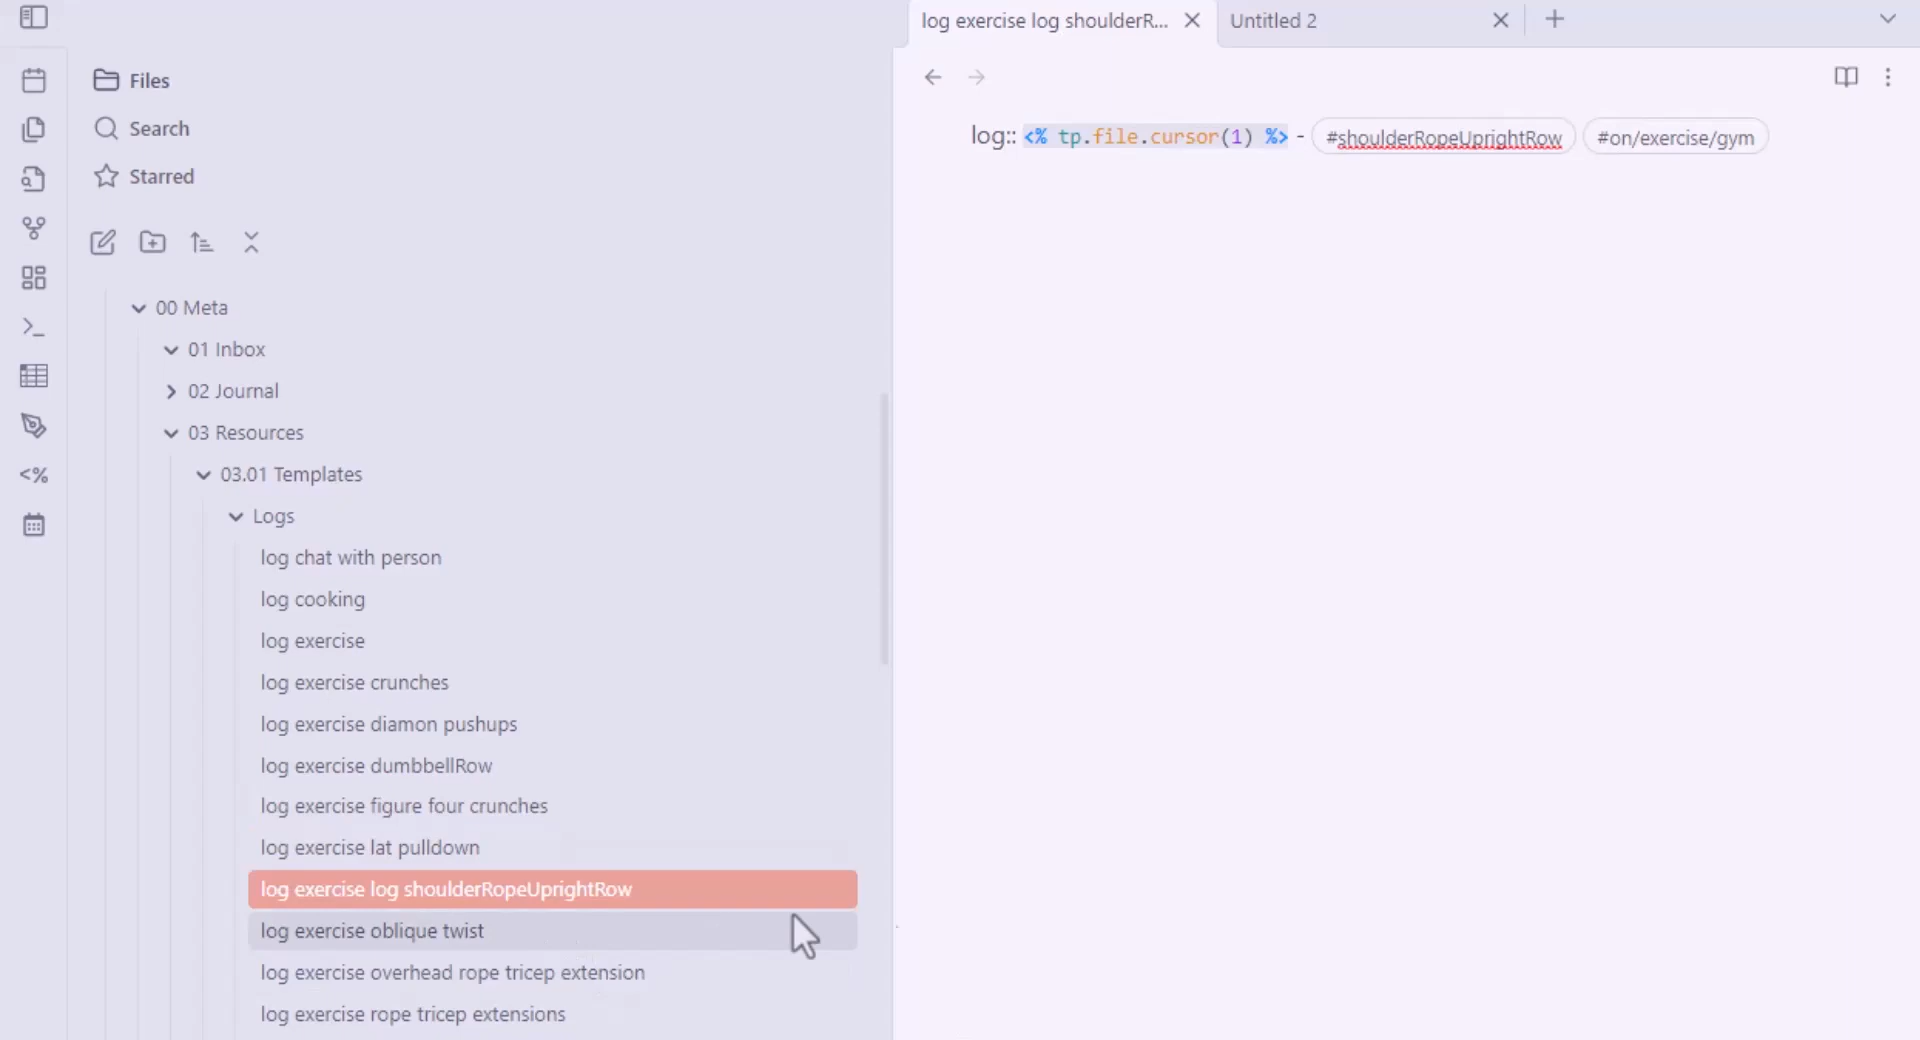 log exercise log shoulderR...
Untitled 2
Files
Search
Starred
00 Meta
01 Inbox
02 Journal
03 Resources
03.01 Templates
Logs
log chat with person
log cooking
log exercise
log exercise crunches
log exercise diamon pushups
log exercise dumbbellRow
log exercise figure four crunches
log exercise lat pulldown
log exercise log shoulderRopeUprightRow
log exercise oblique twist
log exercise overhead rope tricep extension
log exercise rope tricep extensions
<%
log:: <% tp.file.cursor(1) %> - #shoulderRopeUprightRow #on/exercise/gym